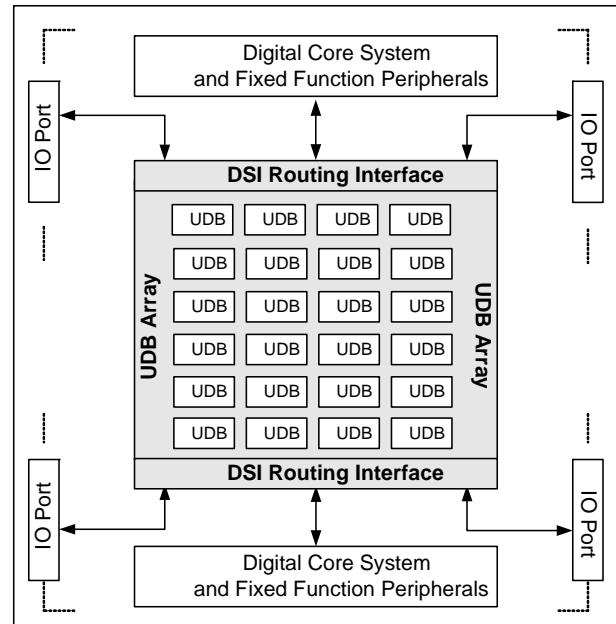 Digital Core System
and Fixed Function Peripherals
IO Port
IO Port
DSI Routing Interface
UDB UDB UDB UDB
UDB UDB UDB UDB
UDB UDB UDB UDB
UDB UDB UDB UDB
UDB UDB UDB UDB
UDB UDB UDB UDB
UDB Array
UDB Array
DSI Routing Interface
IO Port
IO Port
Digital Core System
and Fixed Function Peripherals